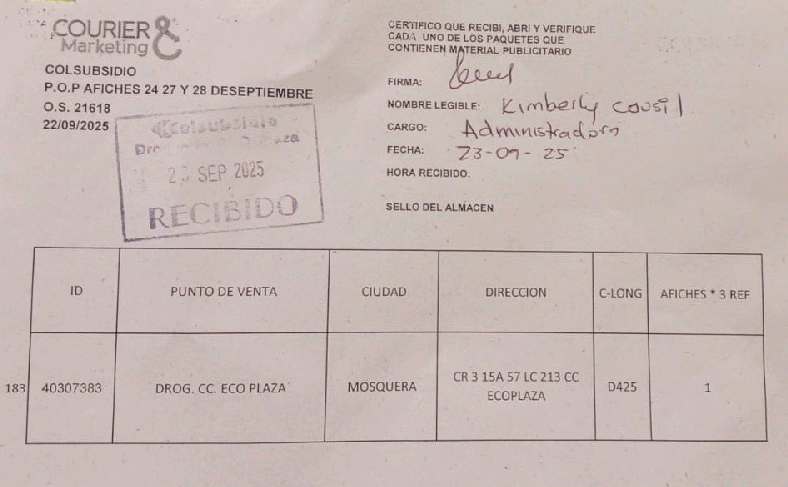 COURIER &
Marketing
COLSUBSIDIO
P.O.P AFICHES 24 27 Y 28 DESEPTIEMBRE
O.S. 21618
22/09/2025
Colsubsidio
SEP 2025
RECIBIDO
CERTIFICO QUE RECIBI, ABRI Y VERIFIQUE
CADA UNO DE LOS PAQUETES QUE
CONTIENEN MATERIAL PUBLICITARIO
FIRMA:
NOMBRE LEGIBLE: Kimberly
CARGO: Administradora
FECHA: 23-09-25
HORA RECIBIDO.
SELLO DEL ALMACEN
ID PUNTO DE VENTA CIUDAD DIRECCION C-LONG AFICHES * 3 REF
183 40307383 DROG. CC. ECO PLAZA MOSQUERA CR 3 15A 57 LC 213 CC ECOPLAZA D425 1